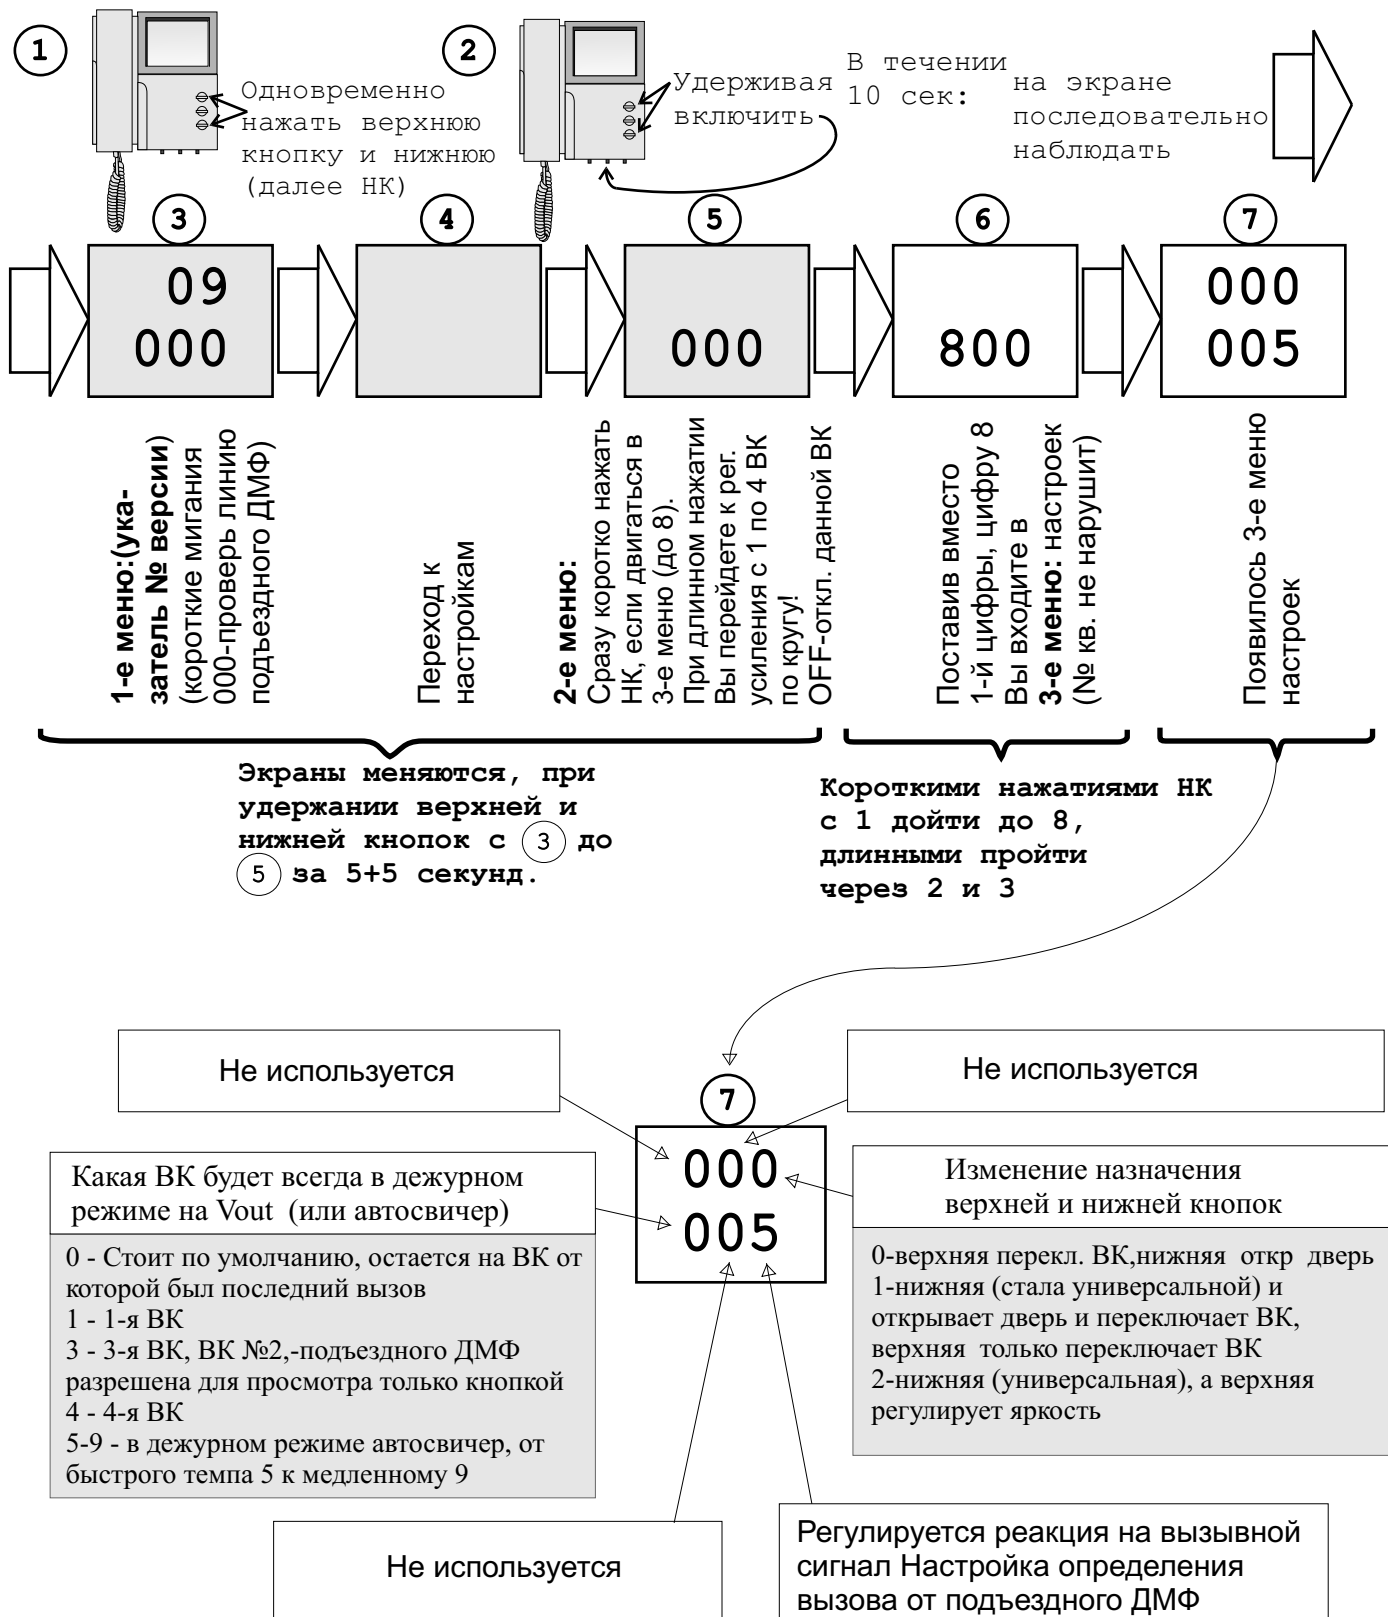 1
Одновременно
нажать верхнюю
кнопку и нижнюю
(далее НК)
2
Удерживая
включить
В течении
10 сек:
на экране
последовательно
наблюдать
3
09
000
4
5
000
6
800
7
000
005
1-е меню:(ука-
затель № версии)
(короткие мигания
000-проверь линию
подъездного ДМФ)
Переход к
настройкам
2-е меню:
Сразу коротко нажать
НК, если двигаться в
3-е меню (до 8).
При длинном нажатии
Вы перейдете к рег.
усиления с 1 по 4 ВК
по кругу!
OFF-откл. данной ВК
Поставив вместо
1-й цифры, цифру 8
Вы входите в
3-е меню: настроек
(№ кв. не нарушит)
Появилось 3-е меню
настроек
Экраны меняются, при
удержании верхней и
нижней кнопок с 3 до
5 за 5+5 секунд.
Короткими нажатиями НК
с 1 дойти до 8,
длинными пройти
через 2 и 3
Не используется
Не используется
7
000
005
Какая ВК будет всегда в дежурном
режиме на Vout (или автосвичер)
0 - Стоит по умолчанию, остается на ВК от
которой был последний вызов
1 - 1-я ВК
3 - 3-я ВК, ВК №2,-подъездного ДМФ
разрешена для просмотра только кнопкой
4 - 4-я ВК
5-9 - в дежурном режиме автосвичер, от
быстрого темпа 5 к медленному 9
Изменение назначения
верхней и нижней кнопок
0-верхняя перекл. ВК,нижняя откр дверь
1-нижняя (стала универсальной) и
открывает дверь и переключает ВК,
верхняя только переключает ВК
2-нижняя (универсальная), а верхняя
регулирует яркость
Не используется
Регулируется реакция на вызывной
сигнал Настройка определения
вызова от подъездного ДМФ